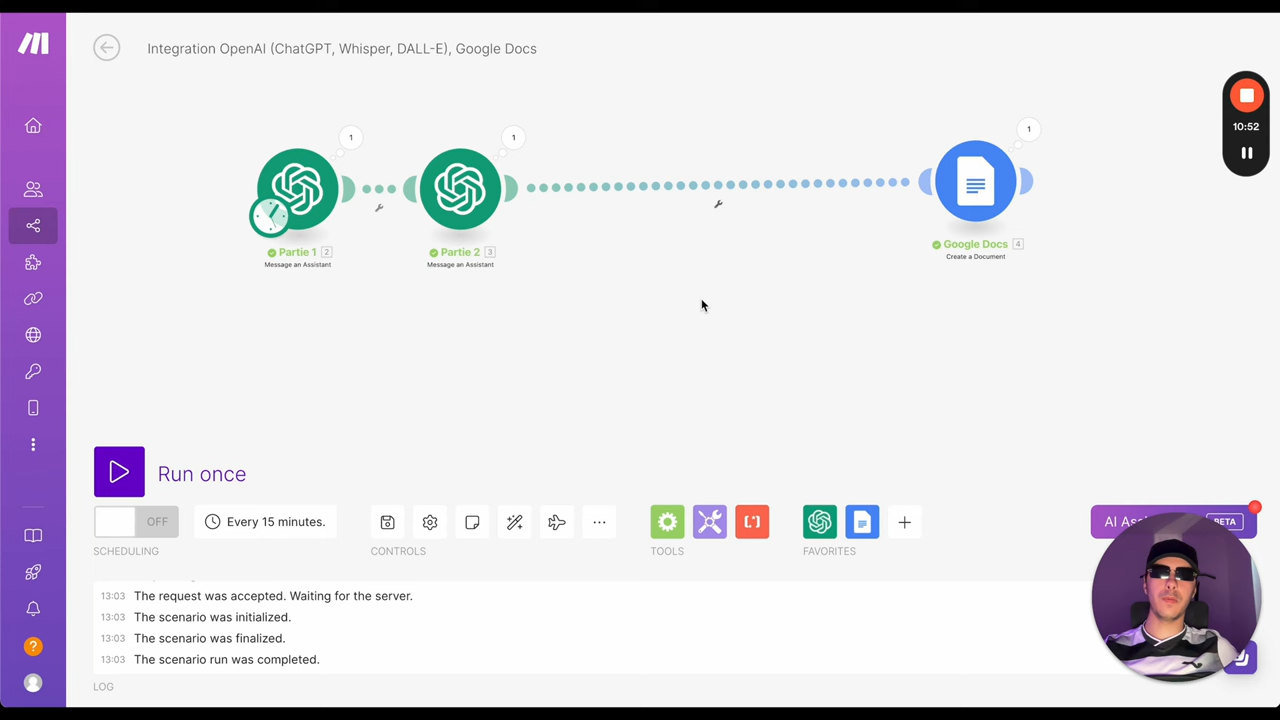 Integration OpenAI (ChatGPT, Whisper, DALL-E), Google Docs
10:52
1
1
1
Partie 1 2
Message an Assistant
Partie 2 3
Message an Assistant
Google Docs 4
Create a Document
Run once
OFF
Every 15 minutes.
AI
BETA
SCHEDULING
CONTROLS
TOOLS
FAVORITES
13:03 The request was accepted. Waiting for the server.
13:03 The scenario was initialized.
13:03 The scenario was finalized.
13:03 The scenario run was completed.
LOG